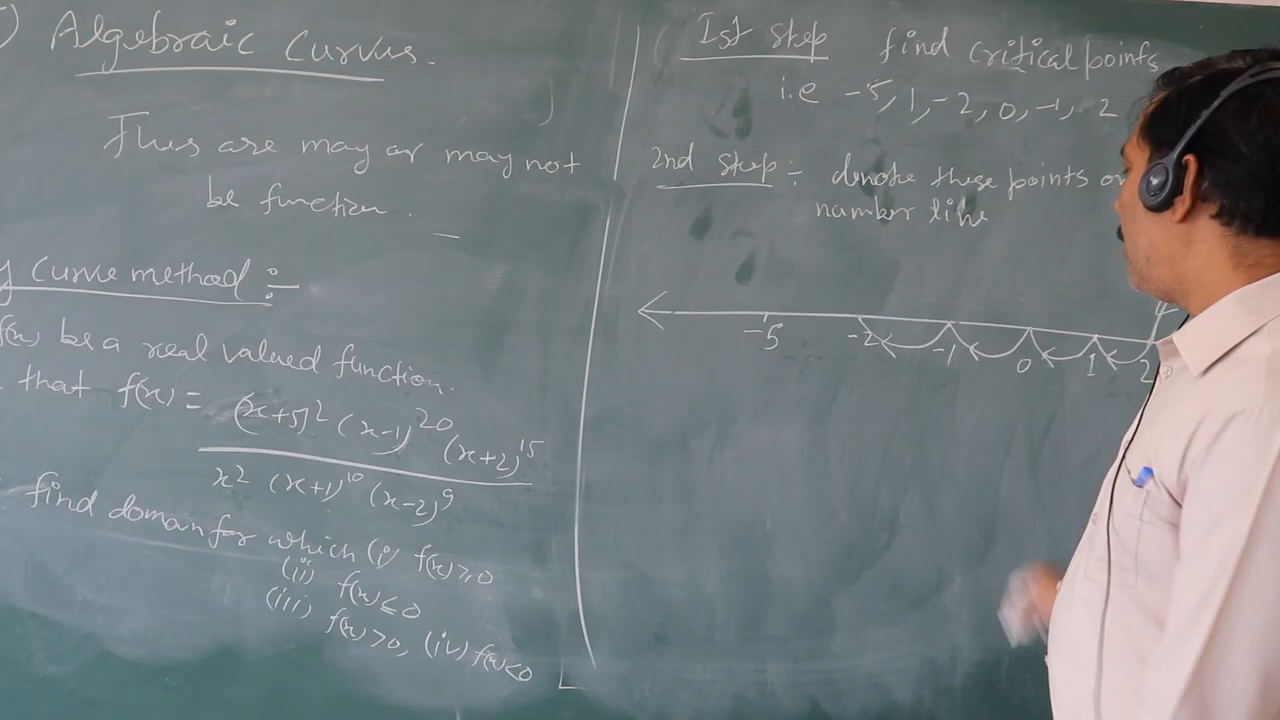 ) Algebraic Curves.
Thus are may or may not
be function.
y Curve method ÷
f(x) be a real valued function.
that f(x) = (x+5)² (x-1)²⁰ (x+2)¹⁵
x² (x+1)¹⁰ (x-2)⁹
find domain for which (i) f(x) ≥ 0
(ii) f(x) ≤ 0
(iii) f(x) > 0, (iv) f(x) < 0
Ist step find critical points
i.e -5, 1, -2, 0, -1, 2
2nd step ÷ denote these points on
number line
-5 -2 -1 0 1 2